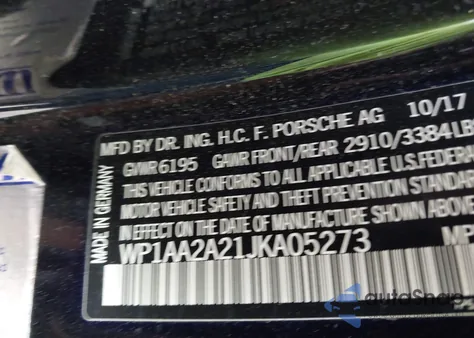 MFD BY DR. ING. H.C. F. PORSCHE AG 10/17
GVWR 6195 GAWR FRONT/REAR 2910/3384 LB
THIS VEHICLE CONFORMS TO ALL APPLICABLE U.S. FEDERAL
MOTOR VEHICLE SAFETY AND THEFT PREVENTION STANDAR
IN EFFECT ON THE DATE OF MANUFACTURE SHOWN ABOVE
WP1AA2A21JKA05273 MP
MADE IN GERMANY